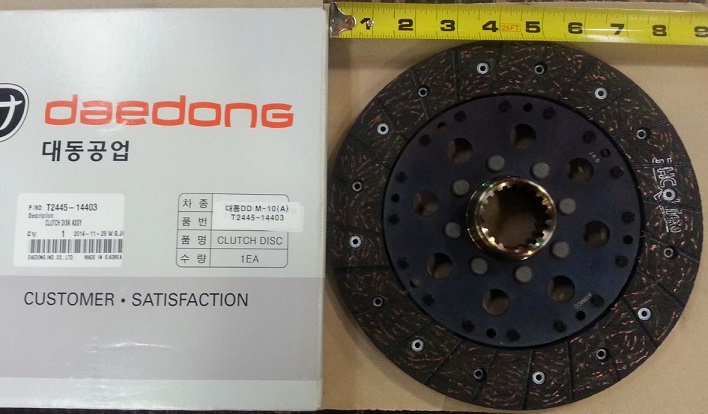 daedong
대동공업
P/NO: T2445-14403
Description:
CLUTCH DISK ASSY
Q'ty: 1 2014-11-29
DAEDONG IND. CO., LTD. MADE IN S.KOREA
차 종 대동DD M-10(A)
품 번 T2445-14403
품 명 CLUTCH DISC
수 량 1EA
CUSTOMER • SATISFACTION
1 2 3 4 25FT 5 6 7 8 9